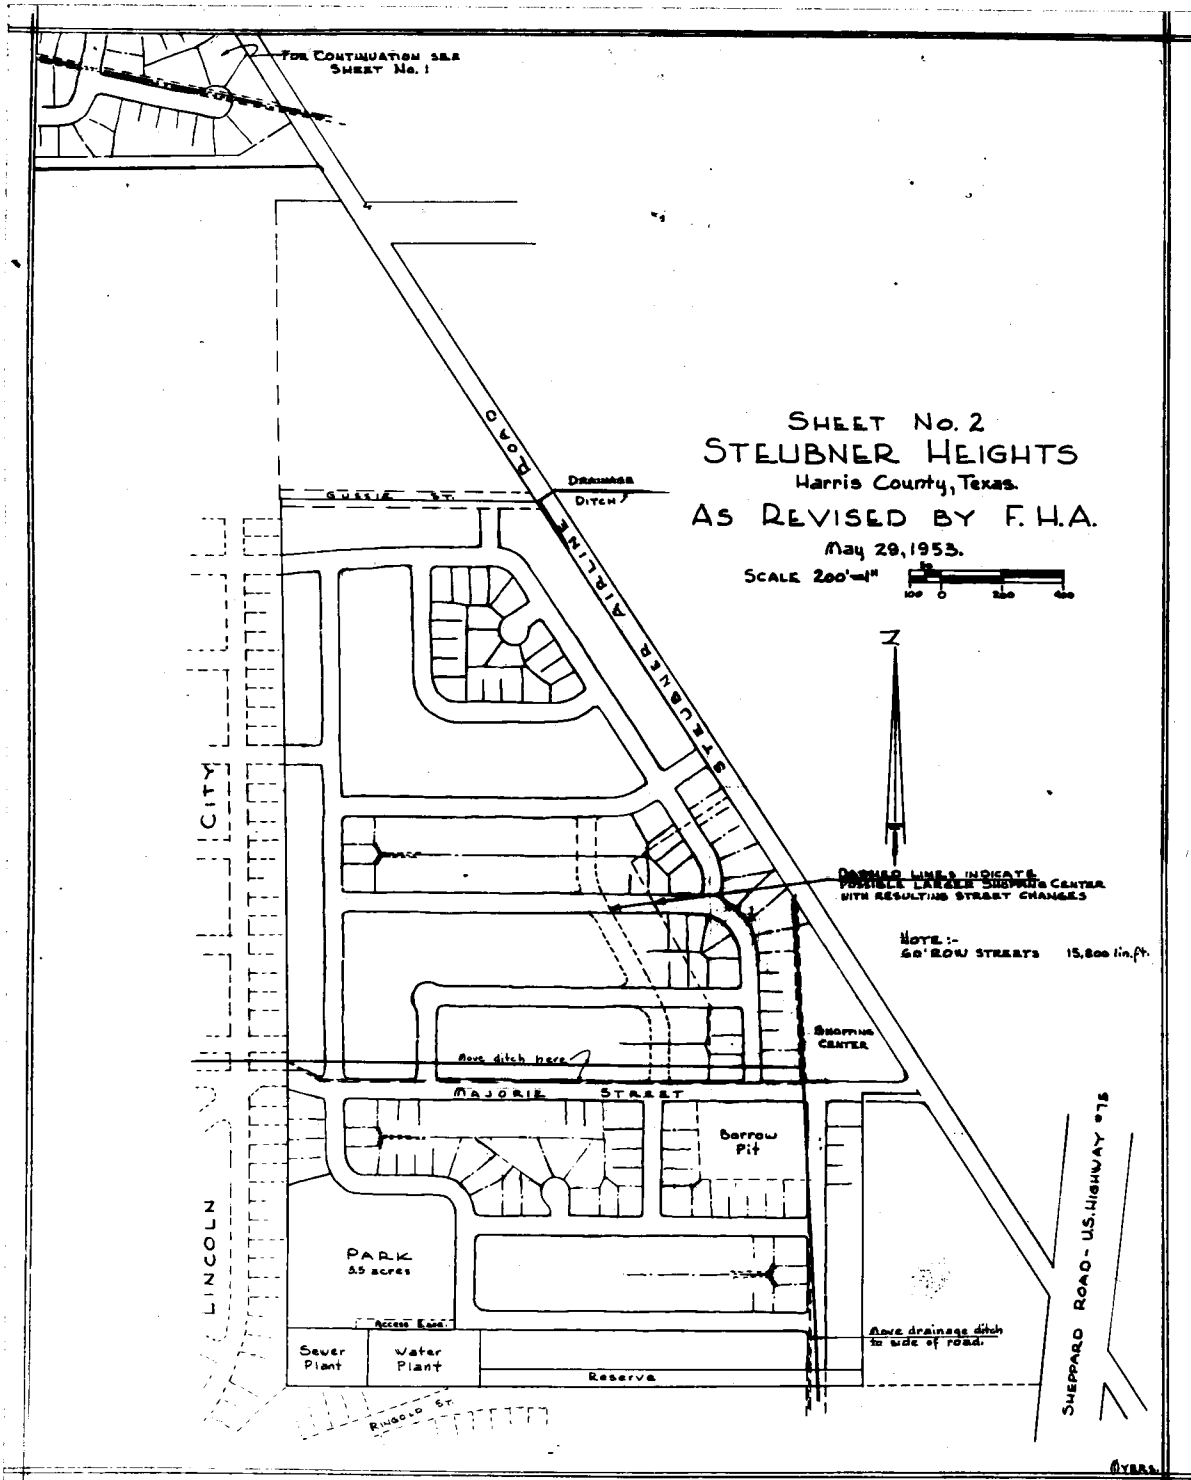 FOR CONTINUATION SEE
SHEET No. 1
SHEET No. 2
STEUBNER HEIGHTS
Harris County, Texas.
AS REVISED BY F.H.A.
May 29, 1953.
SCALE 200'=1"
50
100 0 200 400
N
STEUBNER AIRLINE ROAD
DRAINAGE
DITCH
GUSSIE ST.
LINCOLN CITY
DASHED LINES INDICATE
POSSIBLE LARGER SHOPPING CENTER
WITH RESULTING STREET CHANGES
NOTE:-
60' ROW STREETS 15,800 lin.ft.
SHOPPING
CENTER
Move ditch here
MAJORIE STREET
Borrow
Pit
PARK
5.5 acres
Access Ease.
Sewer
Plant
Water
Plant
Reserve
Move drainage ditch
to side of road.
RINGOLD ST.
SHEPPARD ROAD - U.S. HIGHWAY #75
MYERS.